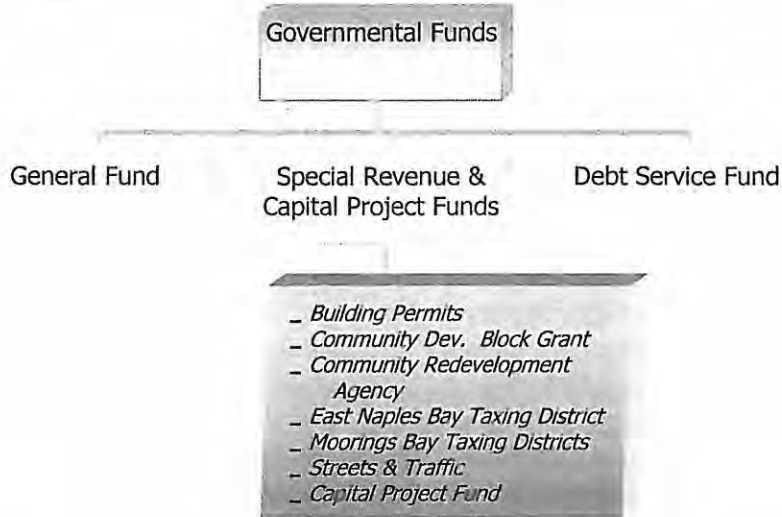 Governmental Funds
General Fund
Special Revenue &
Capital Project Funds
Debt Service Fund
_ Building Permits
_ Community Dev. Block Grant
_ Community Redevelopment
Agency
_ East Naples Bay Taxing District
_ Moorings Bay Taxing Districts
_ Streets & Traffic
_ Capital Project Fund